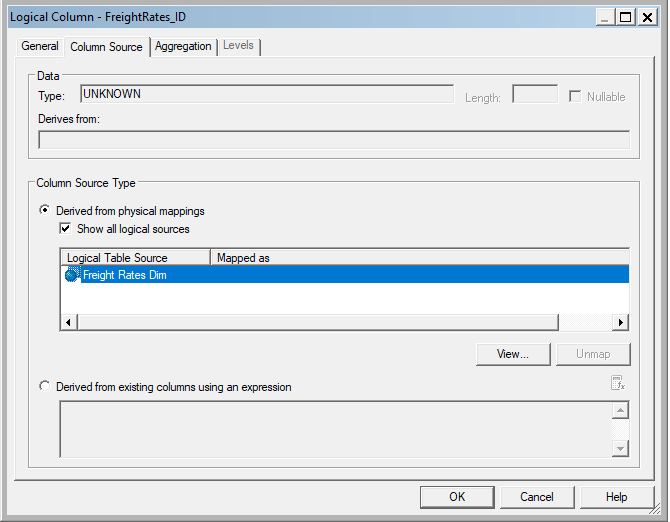 Logical Column - FreightRates_ID
General Column Source Aggregation Levels
Data
Type: UNKNOWN Length: Nullable
Derives from:
Column Source Type
Derived from physical mappings
Show all logical sources
Logical Table Source Mapped as
Freight Rates Dim
View... Unmap
Derived from existing columns using an expression
OK Cancel Help